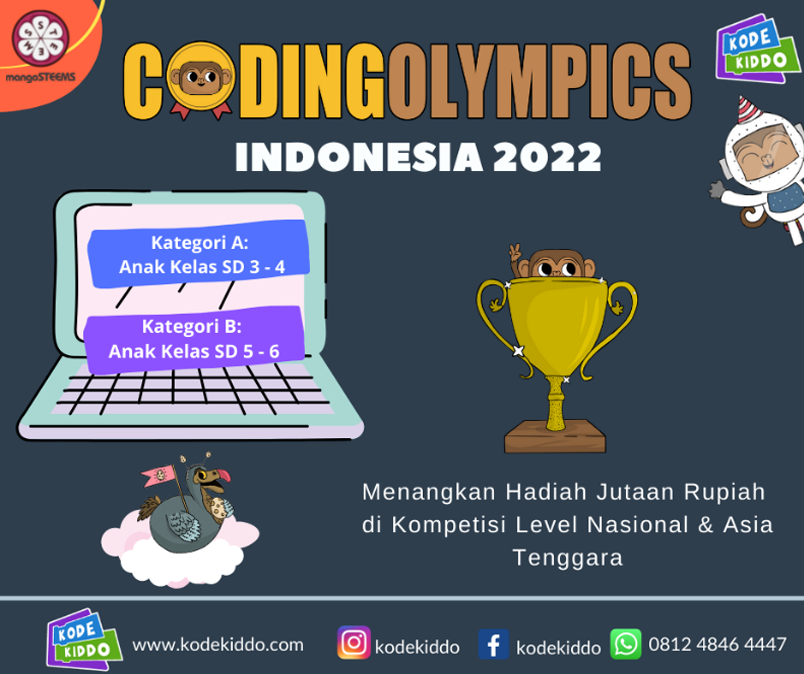 mangoSTEEMS
KODE
KIDDO
CODINGOLYMPICS
INDONESIA 2022
Kategori A:
Anak Kelas SD 3 - 4
Kategori B:
Anak Kelas SD 5 - 6
Menangkan Hadiah Jutaan Rupiah
di Kompetisi Level Nasional & Asia
Tenggara
KODE
KIDDO
www.kodekiddo.com
kodekiddo
kodekiddo
0812 4846 4447